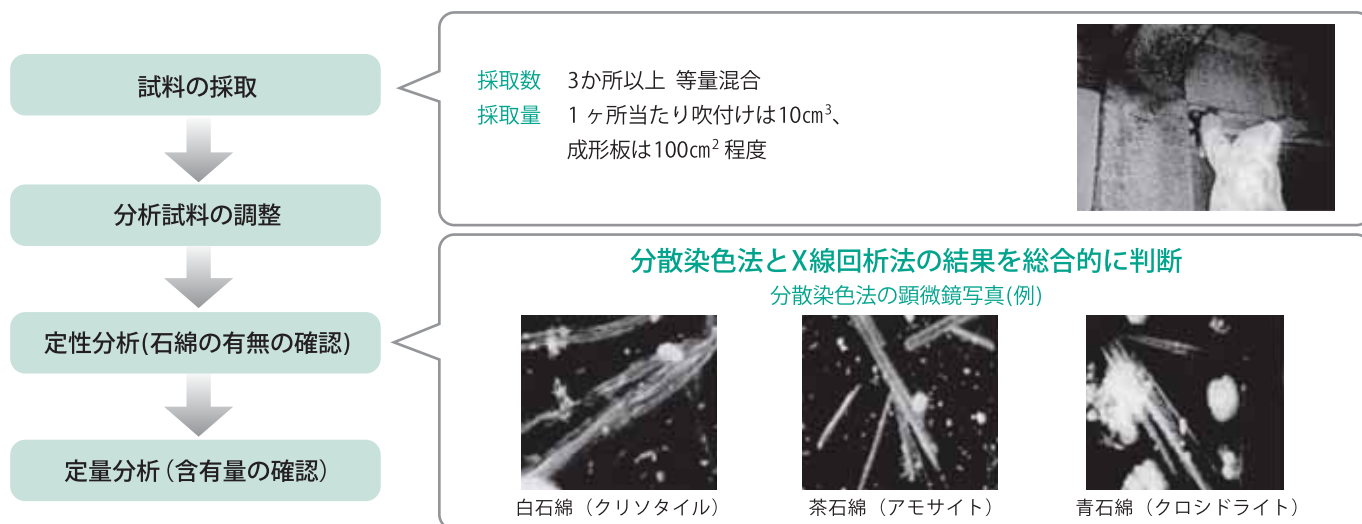 試料の採取
採取数 3か所以上 等量混合
採取量 1ヶ所当たり吹付けは10cm³、
成形板は100cm²程度
分析試料の調整
定性分析(石綿の有無の確認)
定量分析(含有量の確認)
分散染色法とX線回析法の結果を総合的に判断
分散染色法の顕微鏡写真(例)
白石綿（クリソタイル）
茶石綿（アモサイト）
青石綿（クロシドライト）